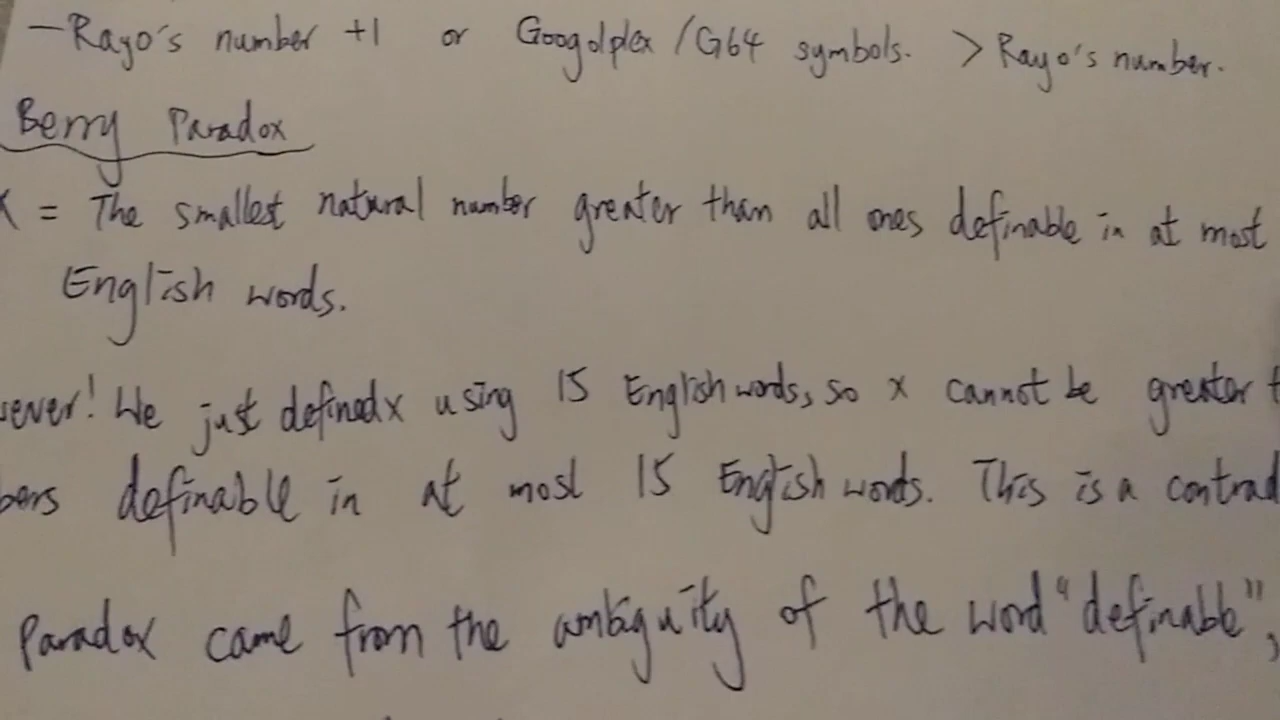 — Rayo's number +1 or Googolplex / G64 symbols. > Rayo's number.
Berry Paradox
= The smallest natural number greater than all ones definable in at most
English words.
We just defined x using 15 English words, so x cannot be greater
definable in at most 15 English words. This is a contrad
Paradox came from the ambiguity of the word "definable",